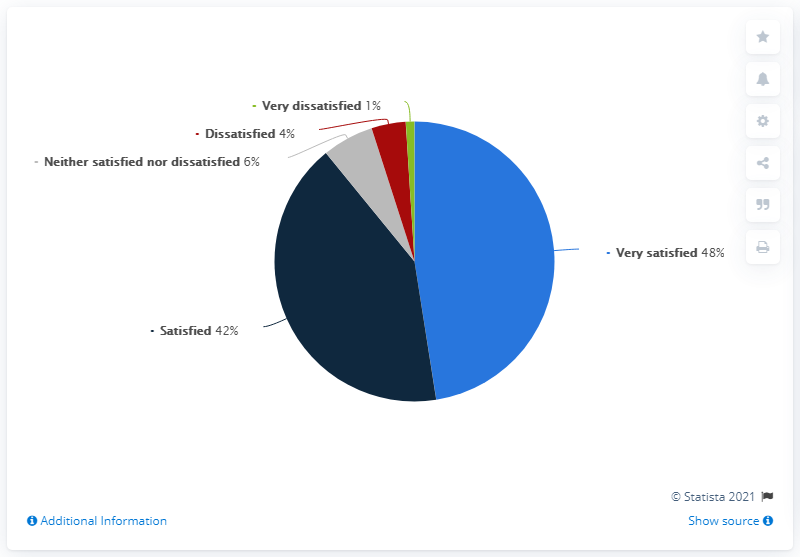 Very dissatisfied 1%
Dissatisfied 4%
Neither satisfied nor dissatisfied 6%
Very satisfied 48%
Satisfied 42%
© Statista 2021
Additional Information
Show source